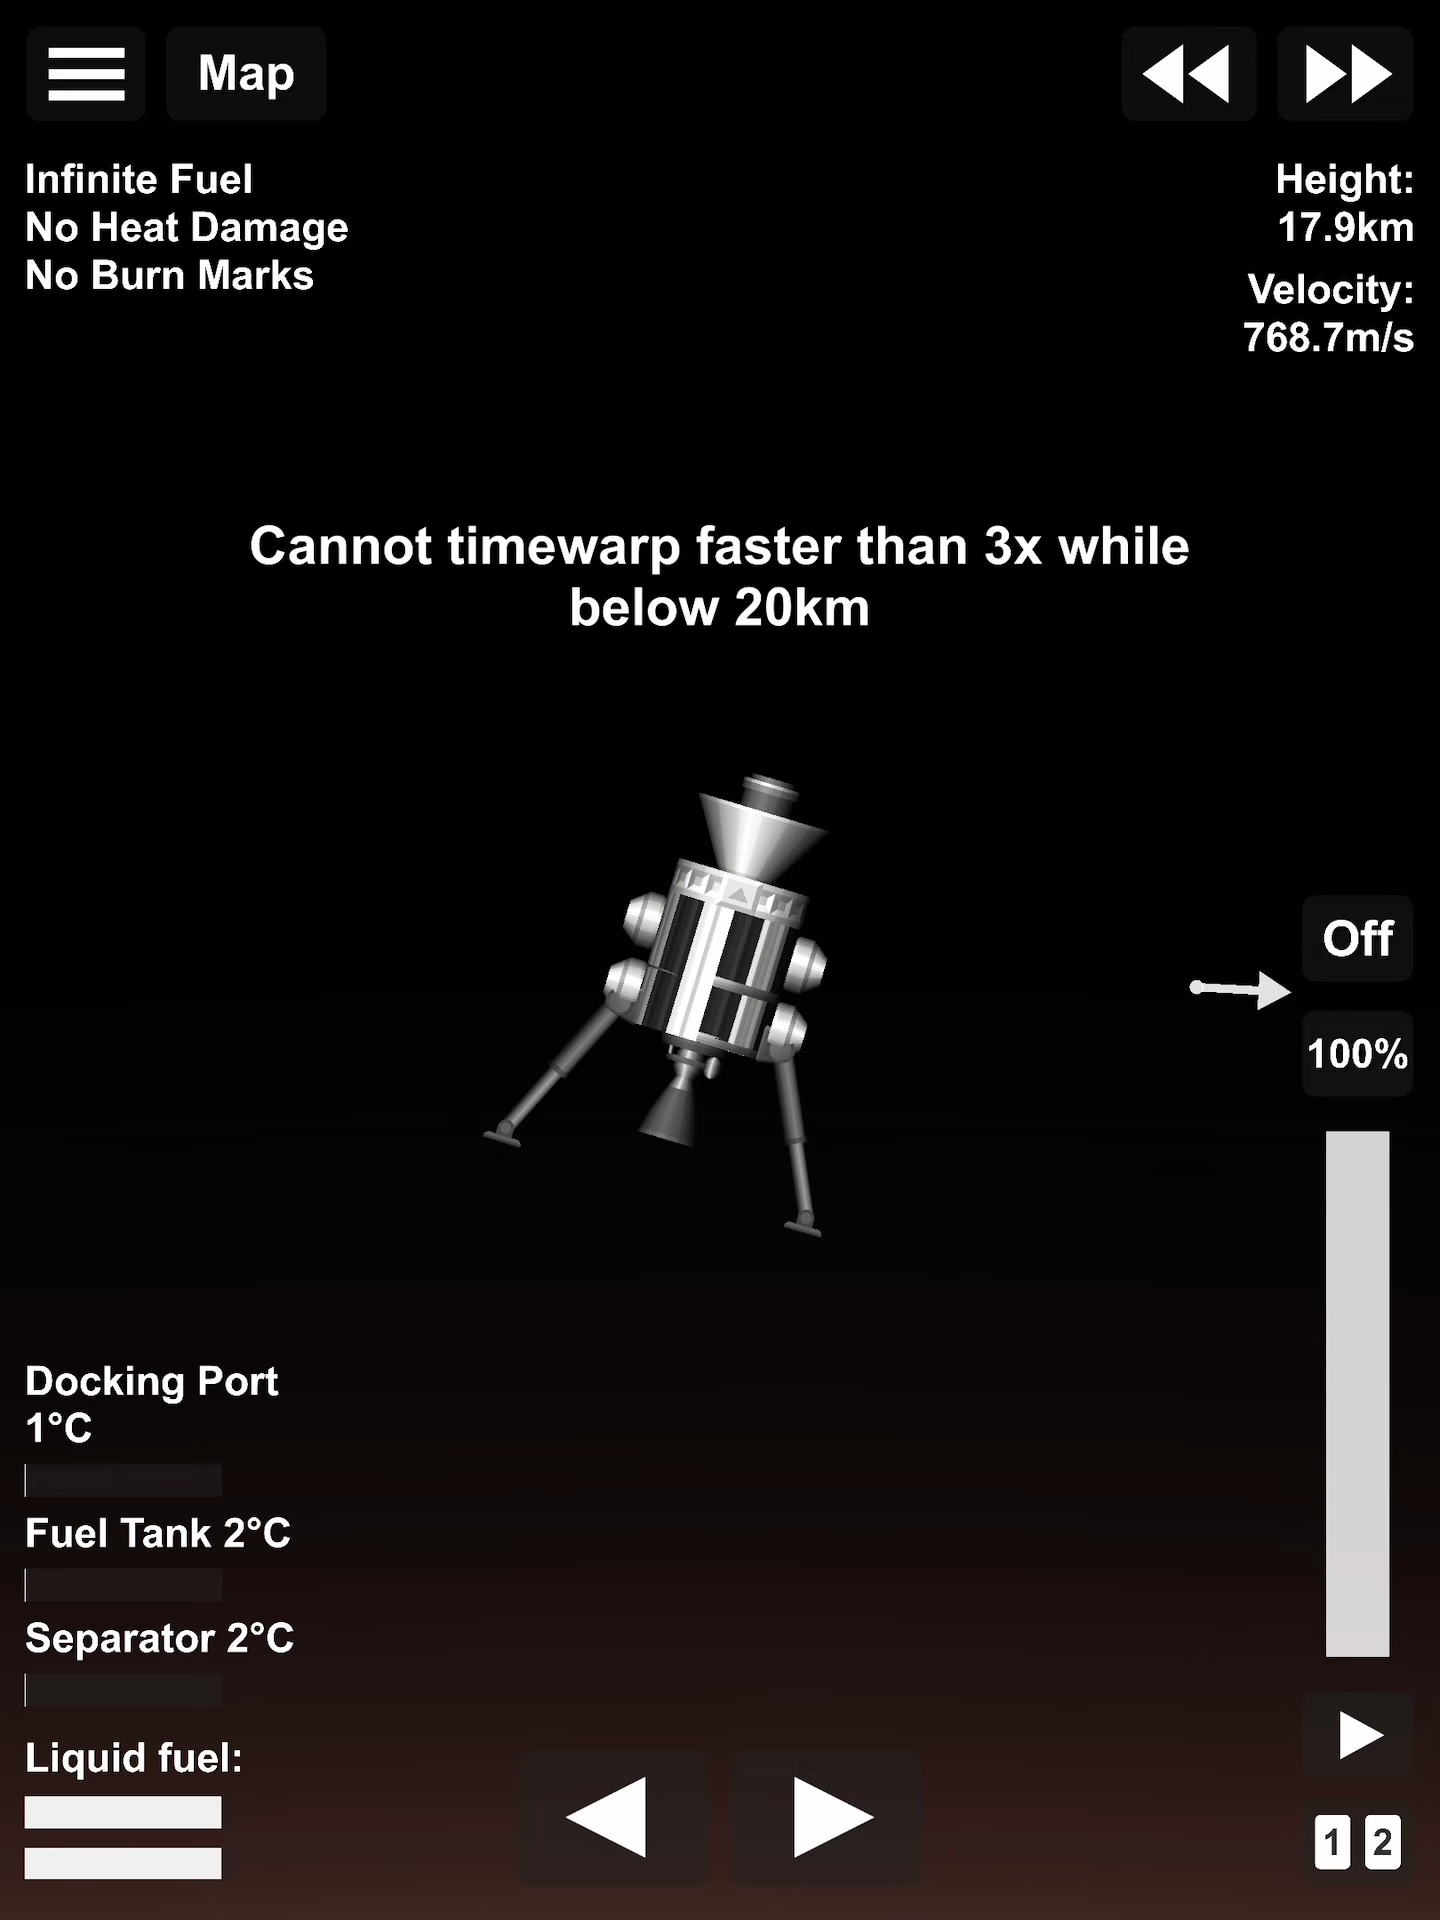 Map
Infinite Fuel
No Heat Damage
No Burn Marks
Height:
17.9km
Velocity:
768.7m/s
Cannot timewarp faster than 3x while
below 20km
Off
100%
Docking Port
1°C
Fuel Tank 2°C
Separator 2°C
Liquid fuel:
1 2